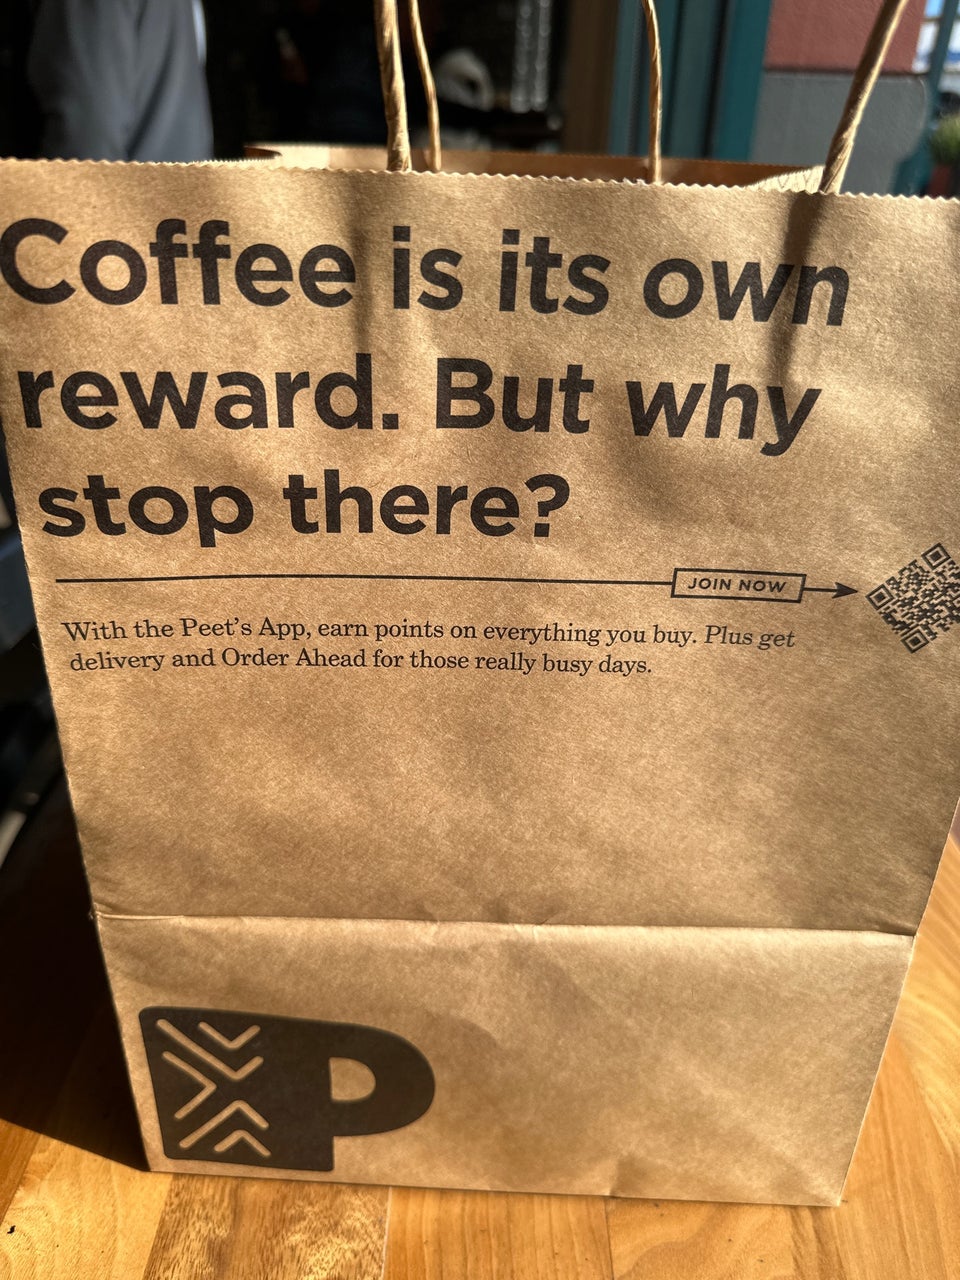 Coffee is its own
reward. But why
stop there?
JOIN NOW
With the Peet's App, earn points on everything you buy. Plus get
delivery and Order Ahead for those really busy days.
P